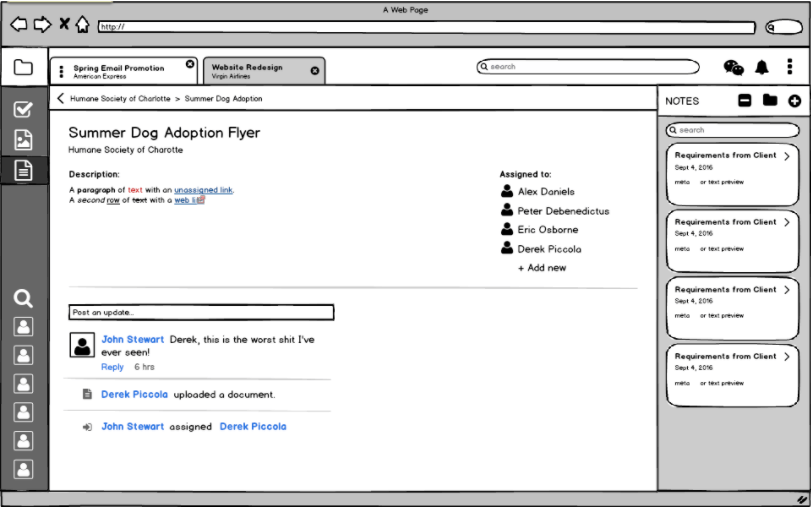 A Web Page
http://
Spring Email Promotion
American Express
Website Redesign
Virgin Airlines
search
Humane Society of Charlotte > Summer Dog Adoption
NOTES
search
Summer Dog Adoption Flyer
Humane Society of Charotte
Description:
A paragraph of text with an unassigned link.
A second row of text with a web link
Assigned to:
Alex Daniels
Peter Debenedictus
Eric Osborne
Derek Piccola
+ Add new
Post an update...
John Stewart Derek, this is the worst shit I've
ever seen!
Reply 6 hrs
Derek Piccola uploaded a document.
John Stewart assigned Derek Piccola
Requirements from Client
Sept 4, 2016
meta or text preview
Requirements from Client
Sept 4, 2016
meta or text preview
Requirements from Client
Sept 4, 2016
meta or text preview
Requirements from Client
Sept 4, 2016
meta or text preview